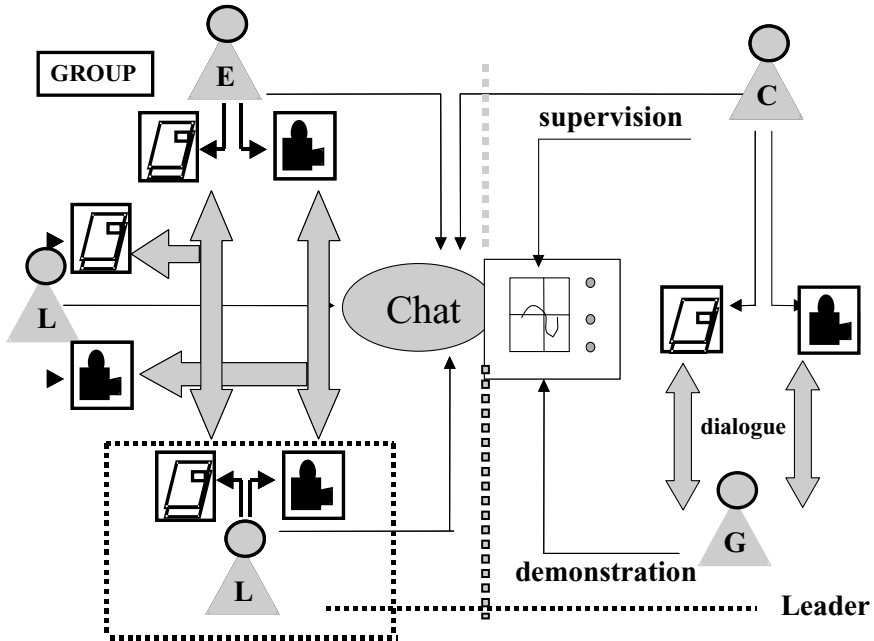 E
C
GROUP
supervision
L
Chat
dialogue
G
demonstration
L
Leader